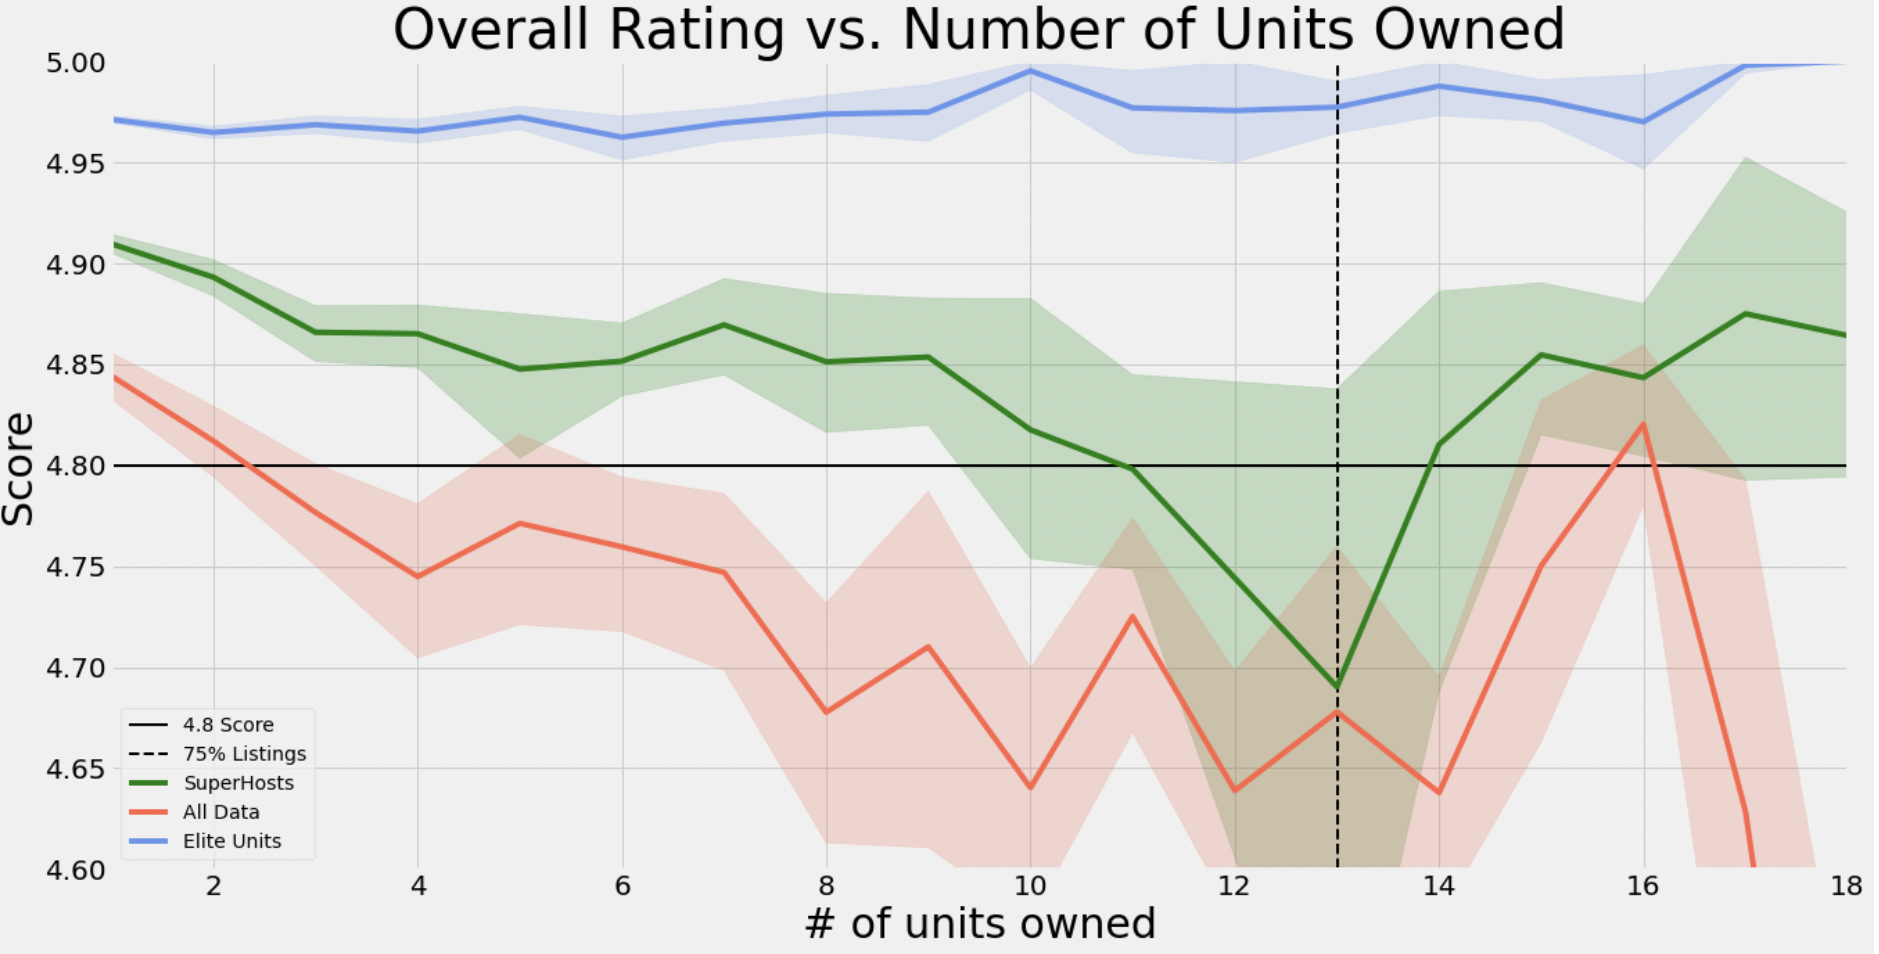 Overall Rating vs. Number of Units Owned
5.00
4.95
4.90
4.85
4.80
4.75
4.70
4.65
4.60
Score
4.8 Score
75% Listings
SuperHosts
All Data
Elite Units
2 4 6 8 10 12 14 16 18
# of units owned